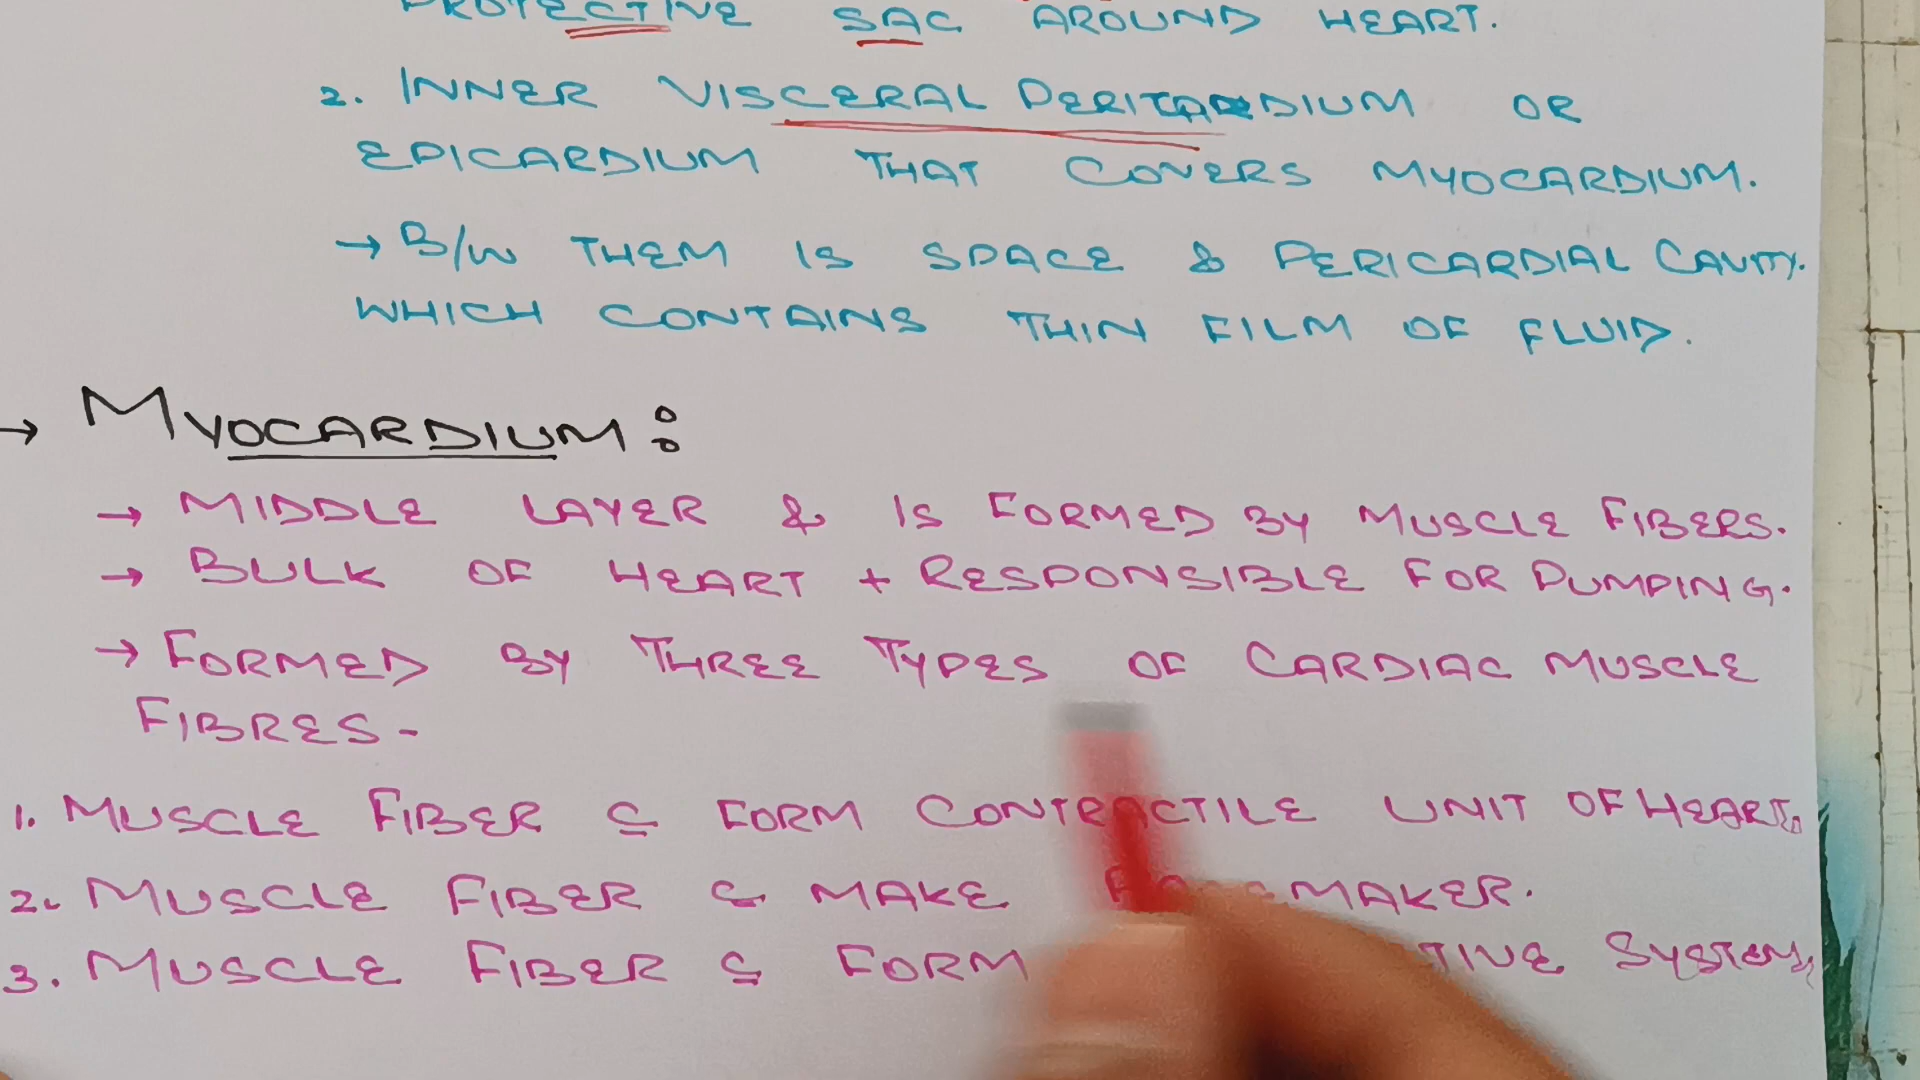 PROTECTIVE SAC AROUND HEART.
2. INNER VISCERAL PERICARDIUM OR
EPICARDIUM THAT COVERS MYOCARDIUM.
→ B/W THEM IS SPACE & PERICARDIAL CAVITY.
WHICH CONTAINS THIN FILM OF FLUID.
→ MYOCARDIUM:
→ MIDDLE LAYER & IS FORMED BY MUSCLE FIBERS.
→ BULK OF HEART + RESPONSIBLE FOR PUMPING.
→ FORMED BY THREE TYPES OF CARDIAC MUSCLE
FIBRES-
1. MUSCLE FIBER FORM CONTRACTILE UNIT OF HEART.
2. MUSCLE FIBER MAKE MAKER.
3. MUSCLE FIBER FORM TIVE SYSTEM.